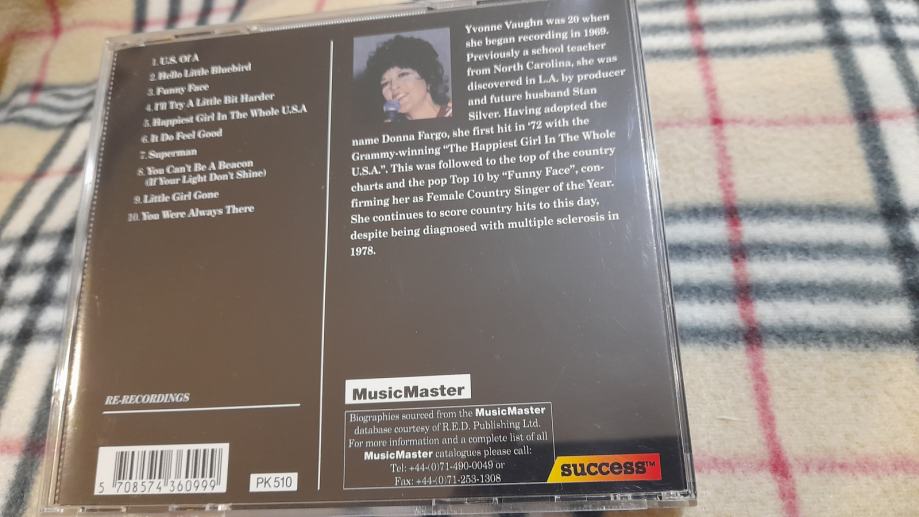 1. U.S. Of A
2. Hello Little Bluebird
3. Funny Face
4. I'll Try A Little Bit Harder
5. Happiest Girl In The Whole U.S.A
6. It Do Feel Good
7. Superman
8. You Can't Be A Beacon
(If Your Light Don't Shine)
9. Little Girl Gone
10. You Were Always There
RE-RECORDINGS
5 708574 360999
PK 510
Yvonne Vaughn was 20 when
she began recording in 1969.
Previously a school teacher
from North Carolina, she was
discovered in L.A. by producer
and future husband Stan
Silver. Having adopted the
name Donna Fargo, she first hit in '72 with the
Grammy-winning "The Happiest Girl In The Whole
U.S.A.". This was followed to the top of the country
charts and the pop Top 10 by "Funny Face", con-
firming her as Female Country Singer of the Year.
She continues to score country hits to this day,
despite being diagnosed with multiple sclerosis in
1978.
MusicMaster
Biographies sourced from the MusicMaster
database courtesy of R.E.D. Publishing Ltd.
For more information and a complete list of all
MusicMaster catalogues please call:
Tel: +44-(0)71-490-0049 or
Fax: +44-(0)71-253-1308
success™